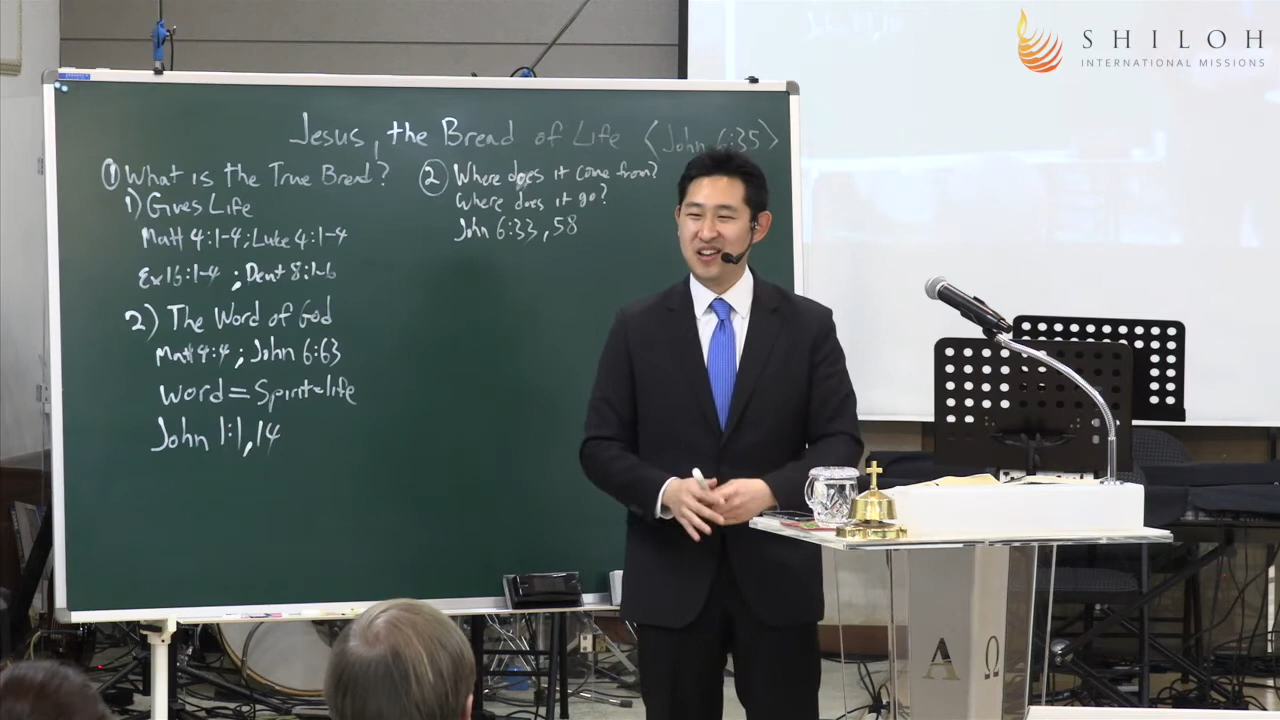 SHILOH
INTERNATIONAL MISSIONS
Jesus, the Bread of Life <John 6:35>
① What is the True Bread?
1) Gives Life
Matt 4:1-4; Luke 4:1-4
Ex 16:1-4; Deut 8:1-6
2) The Word of God
Matt 4:4; John 6:63
Word = Spirit = life
John 1:1, 14
② Where does it come from?
Where does it go?
John 6:33, 58
Α Ω